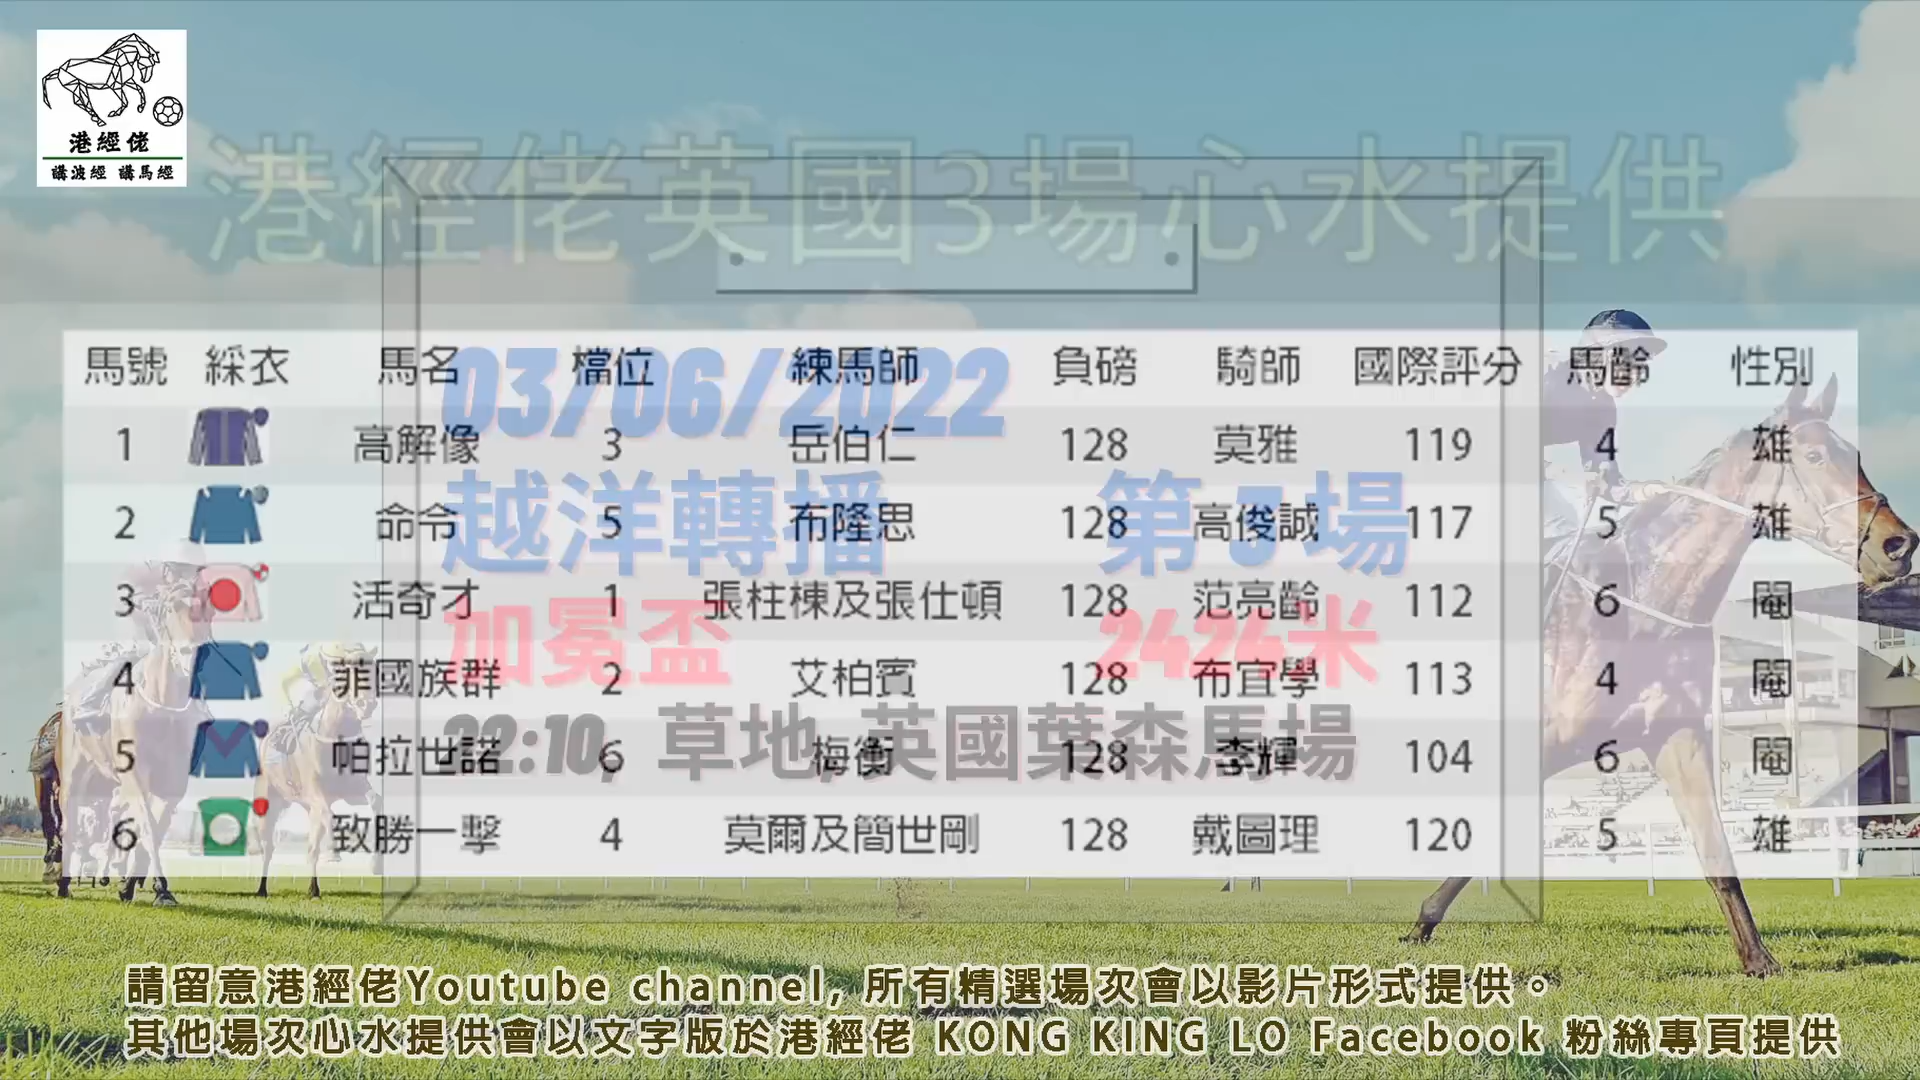 港經佬
講波經 講馬經
港經佬英國3場心水提供
馬號 綵衣 馬名 檔位 練馬師 負磅 騎師 國際評分 馬齡 性別
1 高解像 3 岳伯仁 128 莫雅 119 4 雄
2 命令 5 布隆思 128 高俊誠 117 5 雄
3 活奇才 1 張柱棟及張仕頓 128 范亮齡 112 6 閹
4 菲國族群 2 艾柏賓 128 布宜學 113 4 閹
5 帕拉世諾 6 梅衡 128 李輝 104 6 閹
6 致勝一擊 4 莫爾及簡世剛 128 戴圖理 120 5 雄
03/06/2022
越洋轉播 第3場
加冕盃 2424米
22:10, 草地, 英國葉森馬場
請留意港經佬Youtube channel, 所有精選場次會以影片形式提供。
其他場次心水提供會以文字版於港經佬 KONG KING LO Facebook 粉絲專頁提供